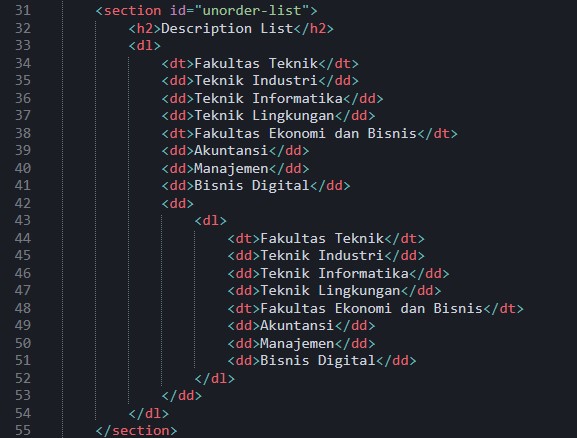 31 <section id="unorder-list">
32 <h2>Description List</h2>
33 <dl>
34 <dt>Fakultas Teknik</dt>
35 <dd>Teknik Industri</dd>
36 <dd>Teknik Informatika</dd>
37 <dd>Teknik Lingkungan</dd>
38 <dt>Fakultas Ekonomi dan Bisnis</dt>
39 <dd>Akuntansi</dd>
40 <dd>Manajemen</dd>
41 <dd>Bisnis Digital</dd>
42 <dd>
43 <dl>
44 <dt>Fakultas Teknik</dt>
45 <dd>Teknik Industri</dd>
46 <dd>Teknik Informatika</dd>
47 <dd>Teknik Lingkungan</dd>
48 <dt>Fakultas Ekonomi dan Bisnis</dt>
49 <dd>Akuntansi</dd>
50 <dd>Manajemen</dd>
51 <dd>Bisnis Digital</dd>
52 </dl>
53 </dd>
54 </dl>
55 </section>